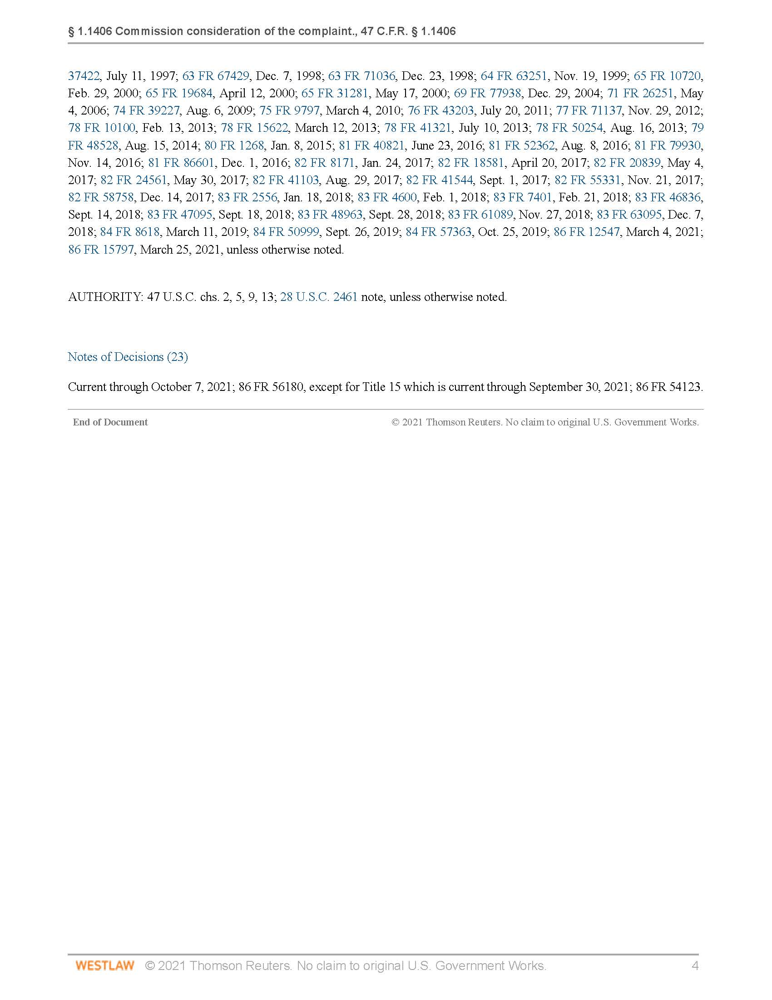 § 1.1406 Commission consideration of the complaint., 47 C.F.R. § 1.1406
37422, July 11, 1997; 63 FR 67429, Dec. 7, 1998; 63 FR 71036, Dec. 23, 1998; 64 FR 63251, Nov. 19, 1999; 65 FR 10720,
Feb. 29, 2000; 65 FR 19684, April 12, 2000; 65 FR 31281, May 17, 2000; 69 FR 77938, Dec. 29, 2004; 71 FR 26251, May
4, 2006; 74 FR 39227, Aug. 6, 2009; 75 FR 9797, March 4, 2010; 76 FR 43203, July 20, 2011; 77 FR 71137, Nov. 29, 2012;
78 FR 10100, Feb. 13, 2013; 78 FR 15622, March 12, 2013; 78 FR 41321, July 10, 2013; 78 FR 50254, Aug. 16, 2013; 79
FR 48528, Aug. 15, 2014; 80 FR 1268, Jan. 8, 2015; 81 FR 40821, June 23, 2016; 81 FR 52362, Aug. 8, 2016; 81 FR 79930,
Nov. 14, 2016; 81 FR 86601, Dec. 1, 2016; 82 FR 8171, Jan. 24, 2017; 82 FR 18581, April 20, 2017; 82 FR 20839, May 4,
2017; 82 FR 24561, May 30, 2017; 82 FR 41103, Aug. 29, 2017; 82 FR 41544, Sept. 1, 2017; 82 FR 55331, Nov. 21, 2017;
82 FR 58758, Dec. 14, 2017; 83 FR 2556, Jan. 18, 2018; 83 FR 4600, Feb. 1, 2018; 83 FR 7401, Feb. 21, 2018; 83 FR 46836,
Sept. 14, 2018; 83 FR 47095, Sept. 18, 2018; 83 FR 48963, Sept. 28, 2018; 83 FR 61089, Nov. 27, 2018; 83 FR 63095, Dec. 7,
2018; 84 FR 8618, March 11, 2019; 84 FR 50999, Sept. 26, 2019; 84 FR 57363, Oct. 25, 2019; 86 FR 12547, March 4, 2021;
86 FR 15797, March 25, 2021, unless otherwise noted.
AUTHORITY: 47 U.S.C. chs. 2, 5, 9, 13; 28 U.S.C. 2461 note, unless otherwise noted.
Notes of Decisions (23)
Current through October 7, 2021; 86 FR 56180, except for Title 15 which is current through September 30, 2021; 86 FR 54123.
End of Document © 2021 Thomson Reuters. No claim to original U.S. Government Works.
WESTLAW © 2021 Thomson Reuters. No claim to original U.S. Government Works. 4